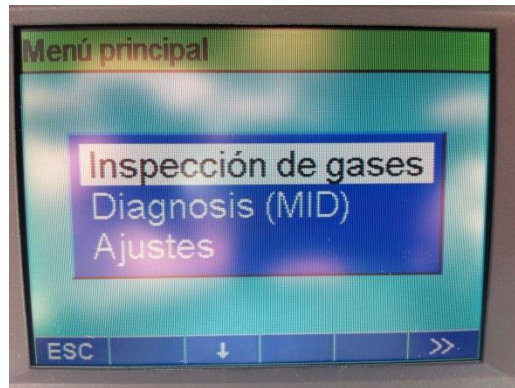 Menú principal
Inspección de gases
Diagnosis (MID)
Ajustes
ESC ↓ >>